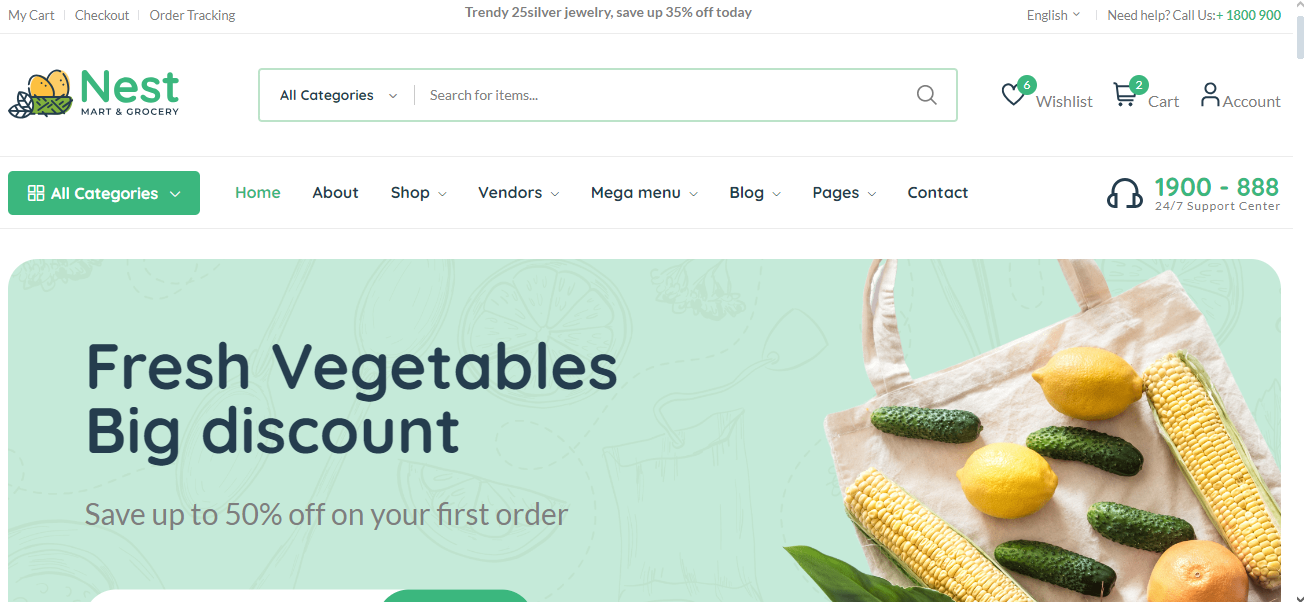 My Cart
Checkout
Order Tracking
Trendy 25silver jewelry, save up 35% off today
English
Need help? Call Us:+ 1800 900
Nest
MART & GROCERY
All Categories
Search for items...
6
Wishlist
2
Cart
Account
All Categories
Home
About
Shop
Vendors
Mega menu
Blog
Pages
Contact
1900 - 888
24/7 Support Center
Fresh Vegetables
Big discount
Save up to 50% off on your first order